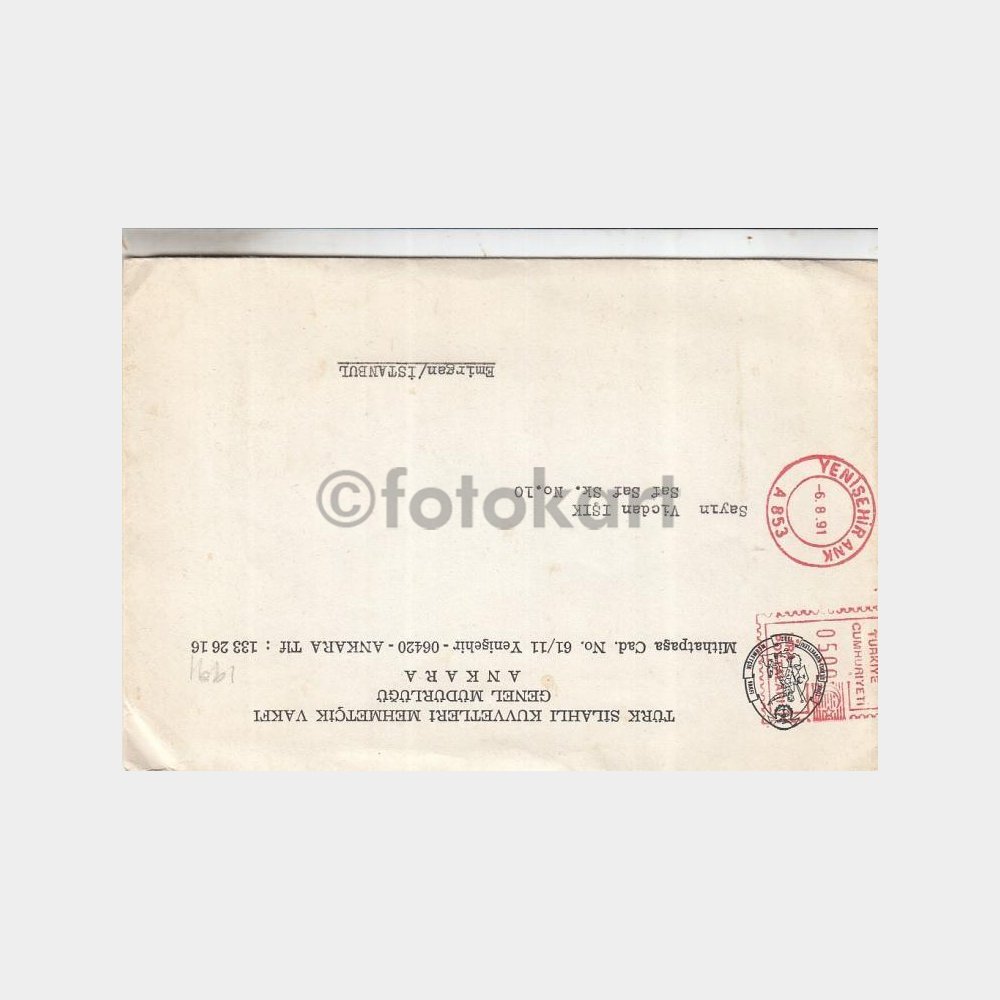 TÜRK SİLAHLI KUVVETLERİ MEHMETÇİK VAKFI
GENEL MÜDÜRLÜĞÜ
ANKARA
Mithatpaşa Cad. No. 61/11 Yenişehir - 06420 - ANKARA Tlf : 133 26 16
1991
Sayın Vicdan IŞIK
Saf Saf Sk. No.10
Emirgan/İSTANBUL
YENİŞEHİR ANK
-6.8.91
A 853
TÜRKİYE
CUMHURİYETİ
0500
©fotokart